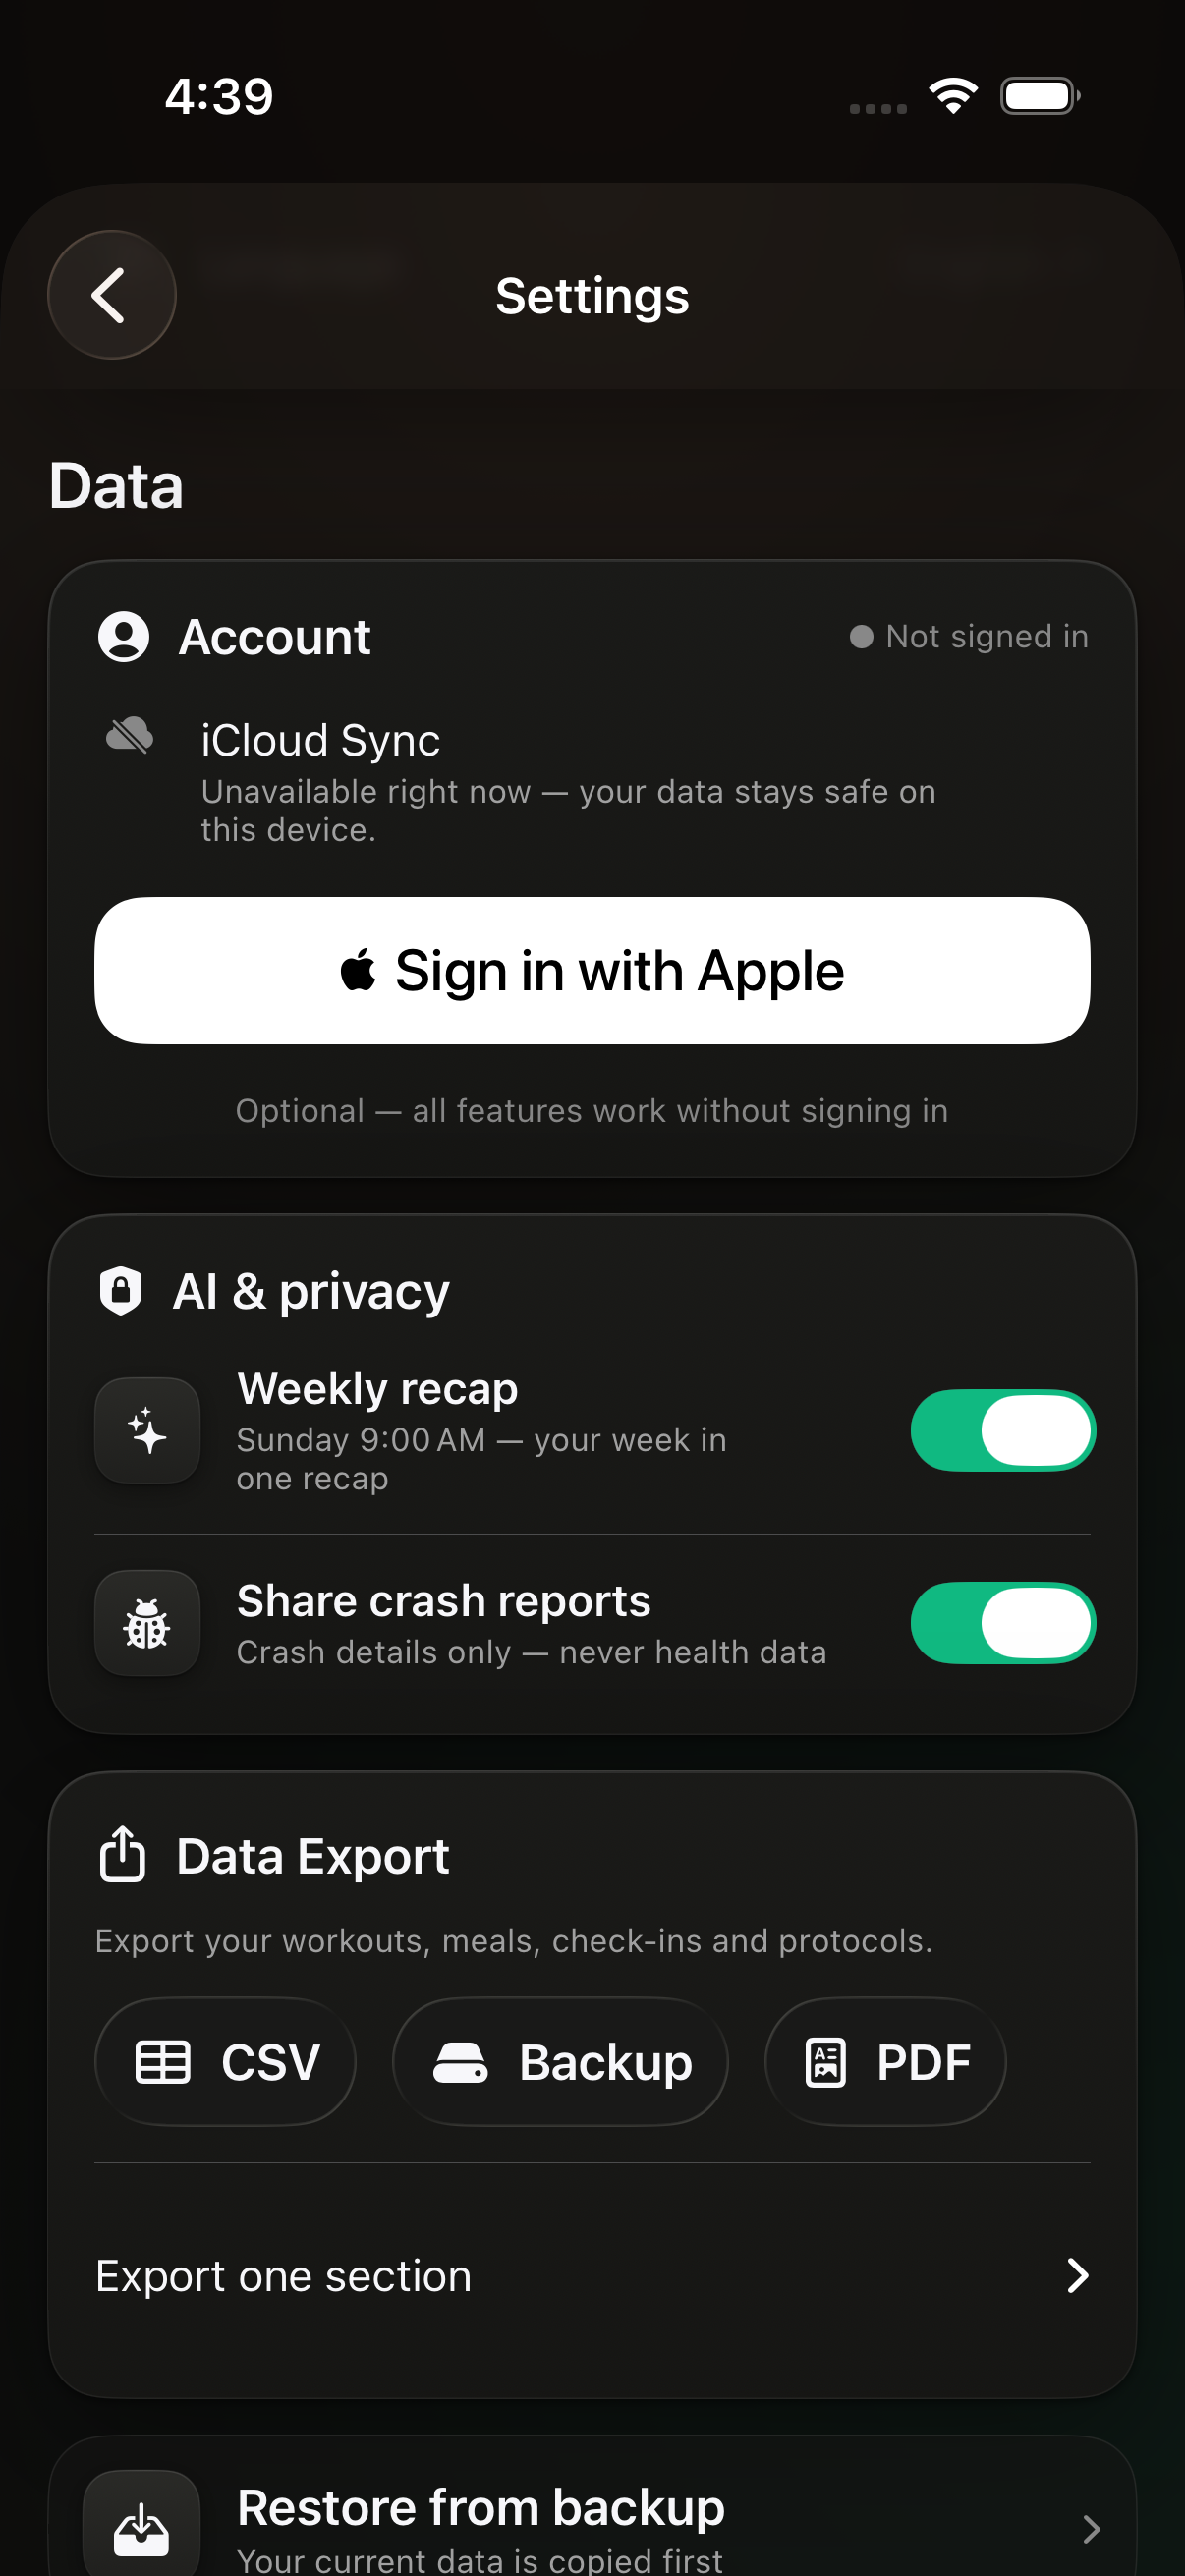 4:39
Settings
Data
Account
Not signed in
iCloud Sync
Unavailable right now — your data stays safe on
this device.
Sign in with Apple
Optional — all features work without signing in
AI & privacy
Weekly recap
Sunday 9:00 AM — your week in
one recap
Share crash reports
Crash details only — never health data
Data Export
Export your workouts, meals, check-ins and protocols.
CSV
Backup
PDF
Export one section
Restore from backup
Your current data is copied first